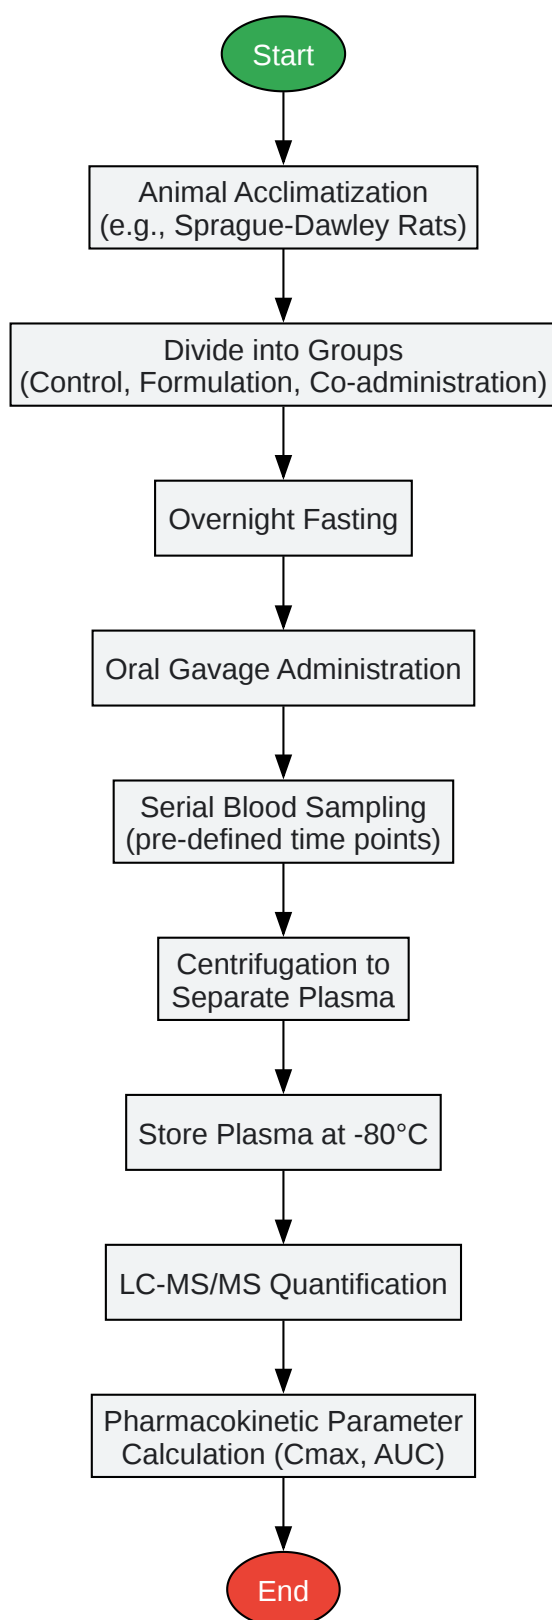 Start
Animal Acclimatization
(e.g., Sprague-Dawley Rats)
Divide into Groups
(Control, Formulation, Co-administration)
Overnight Fasting
Oral Gavage Administration
Serial Blood Sampling
(pre-defined time points)
Centrifugation to
Separate Plasma
Store Plasma at -80°C
LC-MS/MS Quantification
Pharmacokinetic Parameter
Calculation (Cmax, AUC)
End